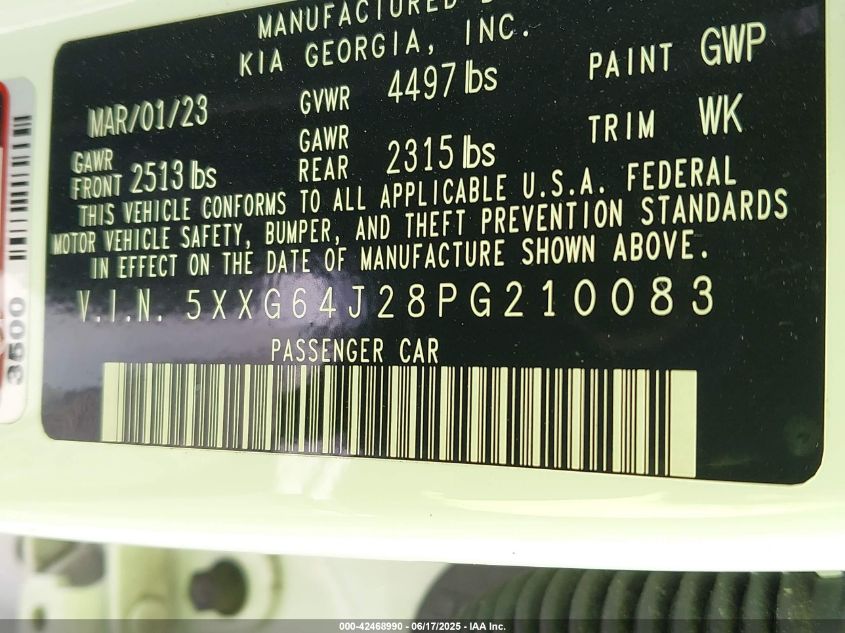 MANUFACTURED
KIA GEORGIA, INC.
MAR/01/23 GVWR 4497 lbs PAINT GWP
GAWR FRONT 2513 lbs GAWR REAR 2315 lbs TRIM WK
THIS VEHICLE CONFORMS TO ALL APPLICABLE U.S.A. FEDERAL
MOTOR VEHICLE SAFETY, BUMPER, AND THEFT PREVENTION STANDARDS
IN EFFECT ON THE DATE OF MANUFACTURE SHOWN ABOVE.
V.I.N. 5XXG64J28PG210083
PASSENGER CAR
3500
000-42468990 - 06/17/2025 - IAA Inc.